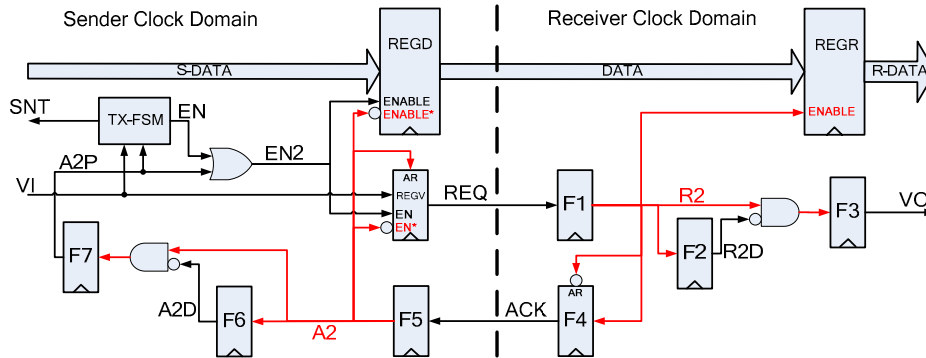 Sender Clock Domain
Receiver Clock Domain
REGD
REGR
S-DATA
DATA
R-DATA
SNT
TX-FSM
EN
ENABLE
ENABLE*
ENABLE
A2P
EN2
AR
VI
REGV
REQ
F1
R2
F3
VO
EN
EN*
F7
F2
R2D
A2D
F6
A2
F5
ACK
AR
F4